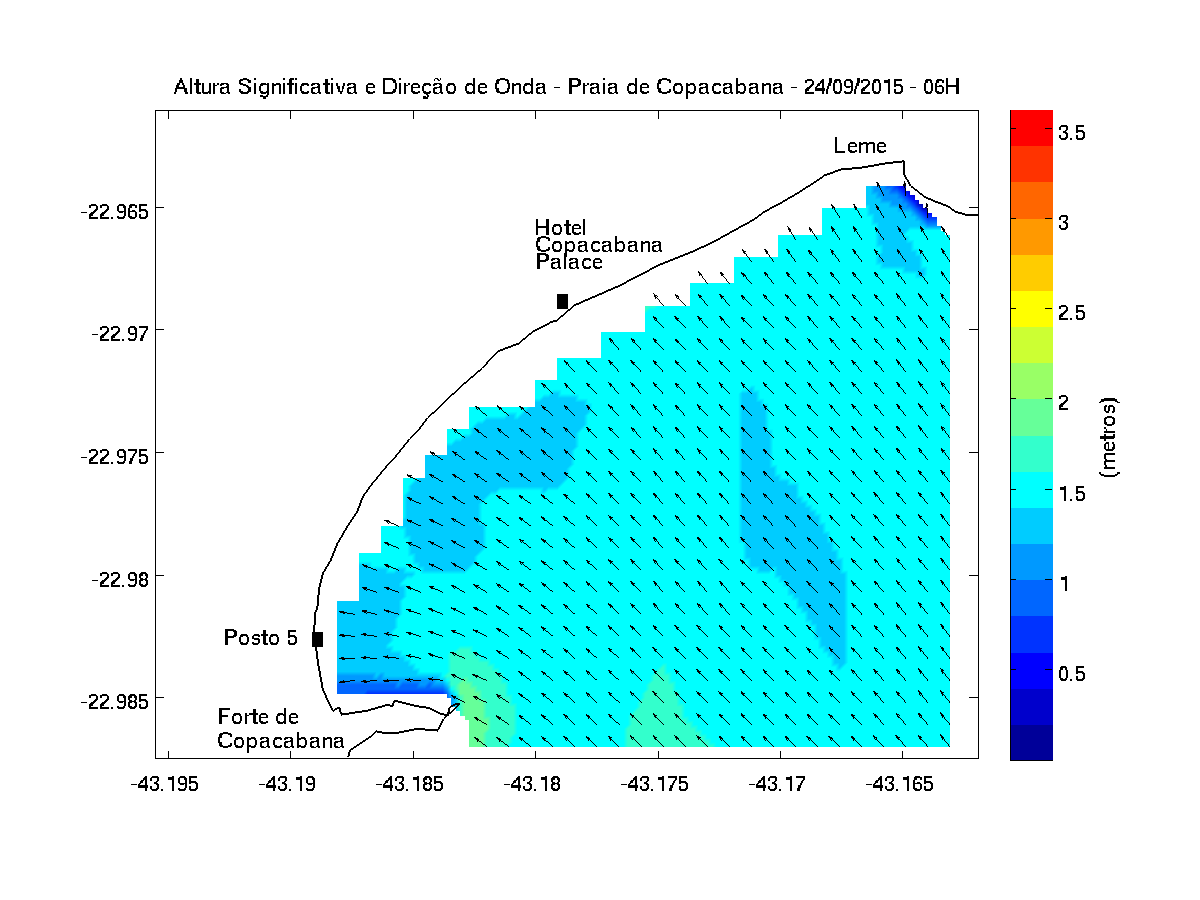 Altura Significativa e Direção de Onda - Praia de Copacabana - 24/09/2015 - 06H
Leme
Hotel
Copacabana
Palace
Posto 5
Forte de
Copacabana
-22.965
-22.97
-22.975
-22.98
-22.985
-43.195
-43.19
-43.185
-43.18
-43.175
-43.17
-43.165
3.5
3
2.5
2
1.5
1
0.5
(metros)